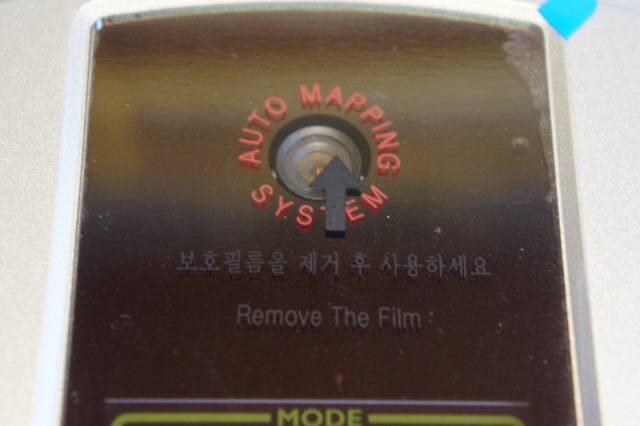 AUTO MAPPING
SYSTEM
보호필름을 제거 후 사용하세요
Remove The Film
MODE